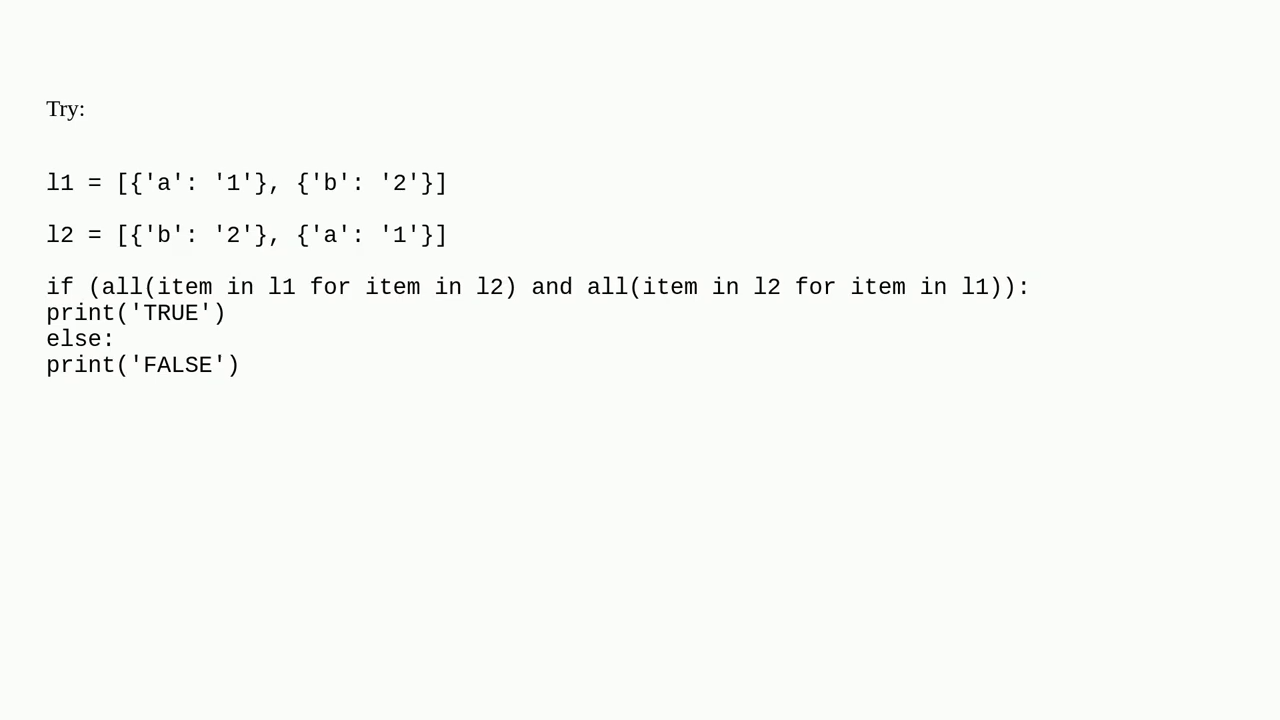 Try:
l1 = [{'a': '1'}, {'b': '2'}]
l2 = [{'b': '2'}, {'a': '1'}]
if (all(item in l1 for item in l2) and all(item in l2 for item in l1)):
print('TRUE')
else:
print('FALSE')